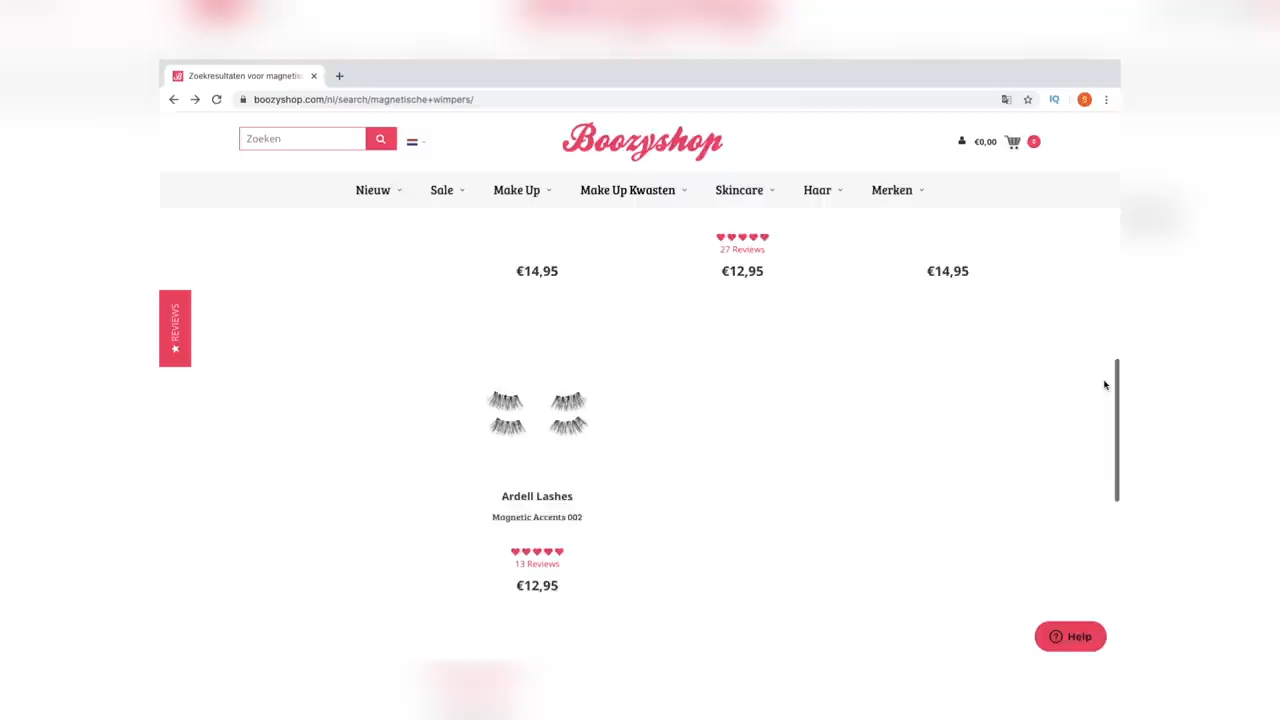 Zoekresultaten voor magnetisc
boozyshop.com/nl/search/magnetische+wimpers/
IQ
S
Zoeken
Boozyshop
€0,00
0
Nieuw
Sale
Make Up
Make Up Kwasten
Skincare
Haar
Merken
27 Reviews
€14,95
€12,95
€14,95
★ REVIEWS
Ardell Lashes
Magnetic Accents 002
13 Reviews
€12,95
Help